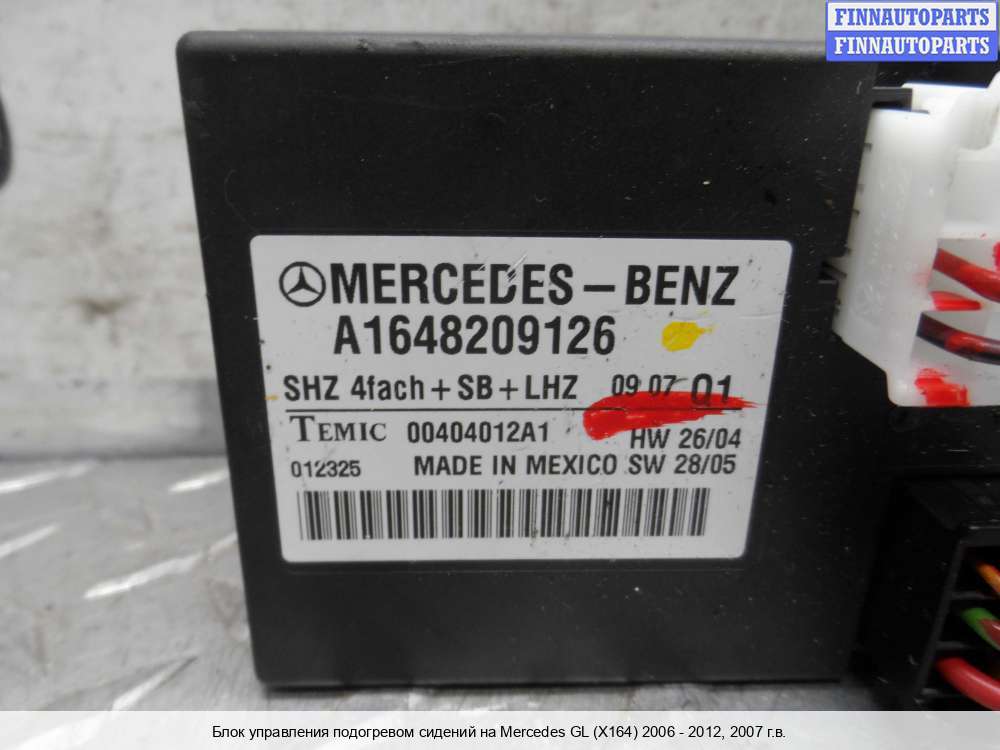 FINNAUTOPARTS
FINNAUTOPARTS
MERCEDES – BENZ
A1648209126
SHZ 4fach + SB + LHZ 09 07 Q1
TEMIC 00404012A1 HW 26/04
012325 MADE IN MEXICO SW 28/05
Блок управления подогревом сидений на Mercedes GL (X164) 2006 - 2012, 2007 г.в.